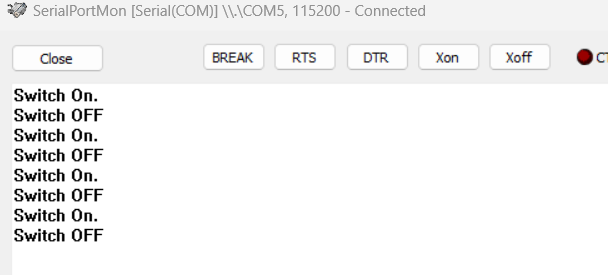 SerialPortMon [Serial(COM)] \\.\COM5, 115200 - Connected
Close BREAK RTS DTR Xon Xoff
Switch On.
Switch OFF
Switch On.
Switch OFF
Switch On.
Switch OFF
Switch On.
Switch OFF